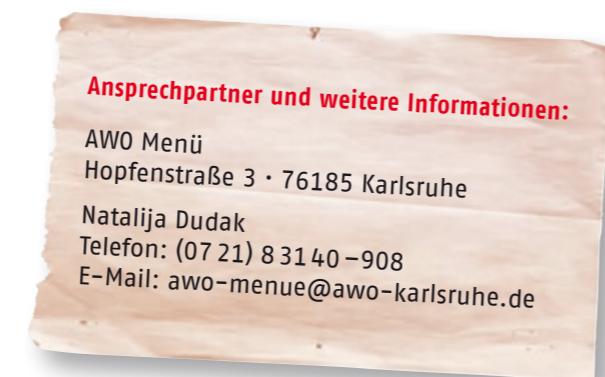 Ansprechpartner und weitere Informationen:
AWO Menü
Hopfenstraße 3 · 76185 Karlsruhe
Natalija Dudak
Telefon: (07 21) 8 31 40 –908
E-Mail: awo-menue@awo-karlsruhe.de